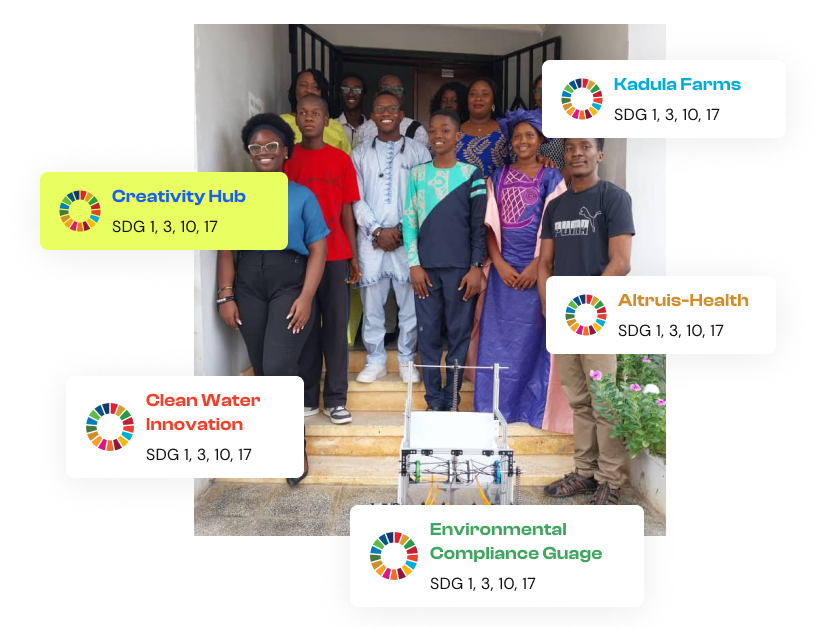 Kadula Farms
SDG 1, 3, 10, 17
Creativity Hub
SDG 1, 3, 10, 17
PUMA
Altruis-Health
SDG 1, 3, 10, 17
Clean Water
Innovation
SDG 1, 3, 10, 17
Environmental
Compliance Guage
SDG 1, 3, 10, 17